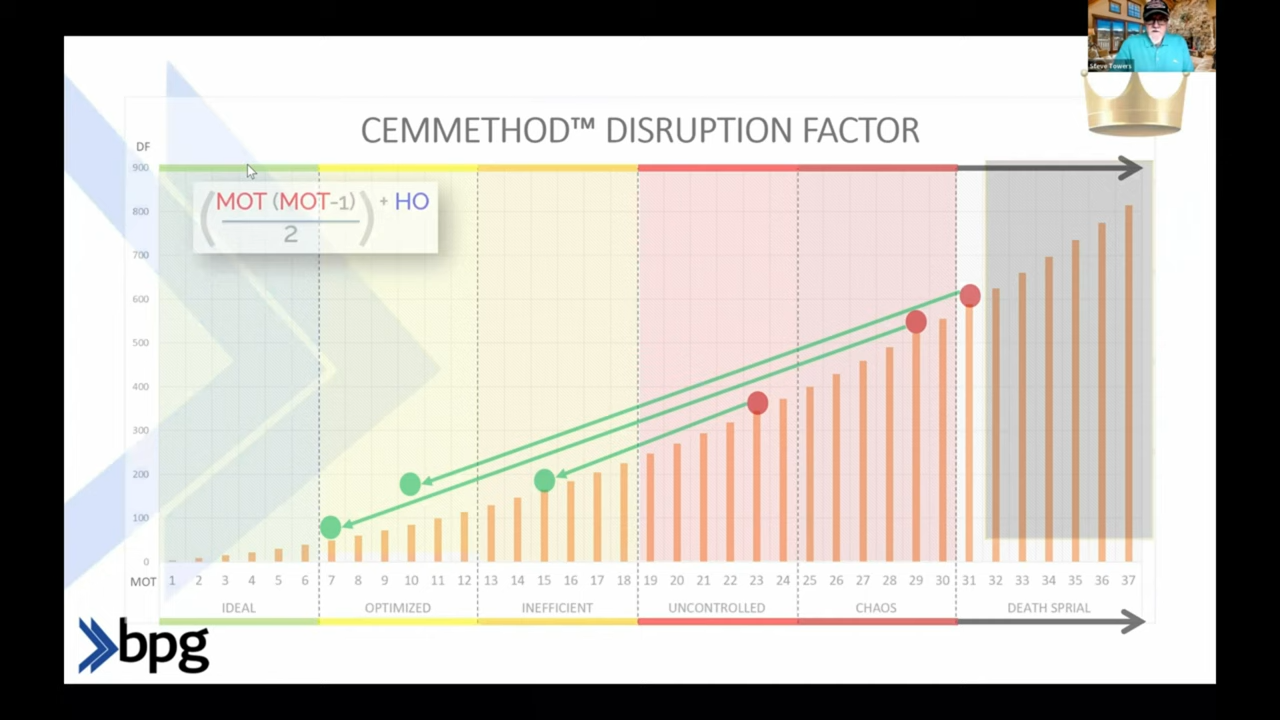 Steve Towers
CEMMETHOD™ DISRUPTION FACTOR
DF
900
800
700
600
500
400
300
200
100
0
( MOT (MOT-1) / 2 ) + HO
MOT 1 2 3 4 5 6 7 8 9 10 11 12 13 14 15 16 17 18 19 20 21 22 23 24 25 26 27 28 29 30 31 32 33 34 35 36 37
IDEAL OPTIMIZED INEFFICIENT UNCONTROLLED CHAOS DEATH SPRIAL
bpg